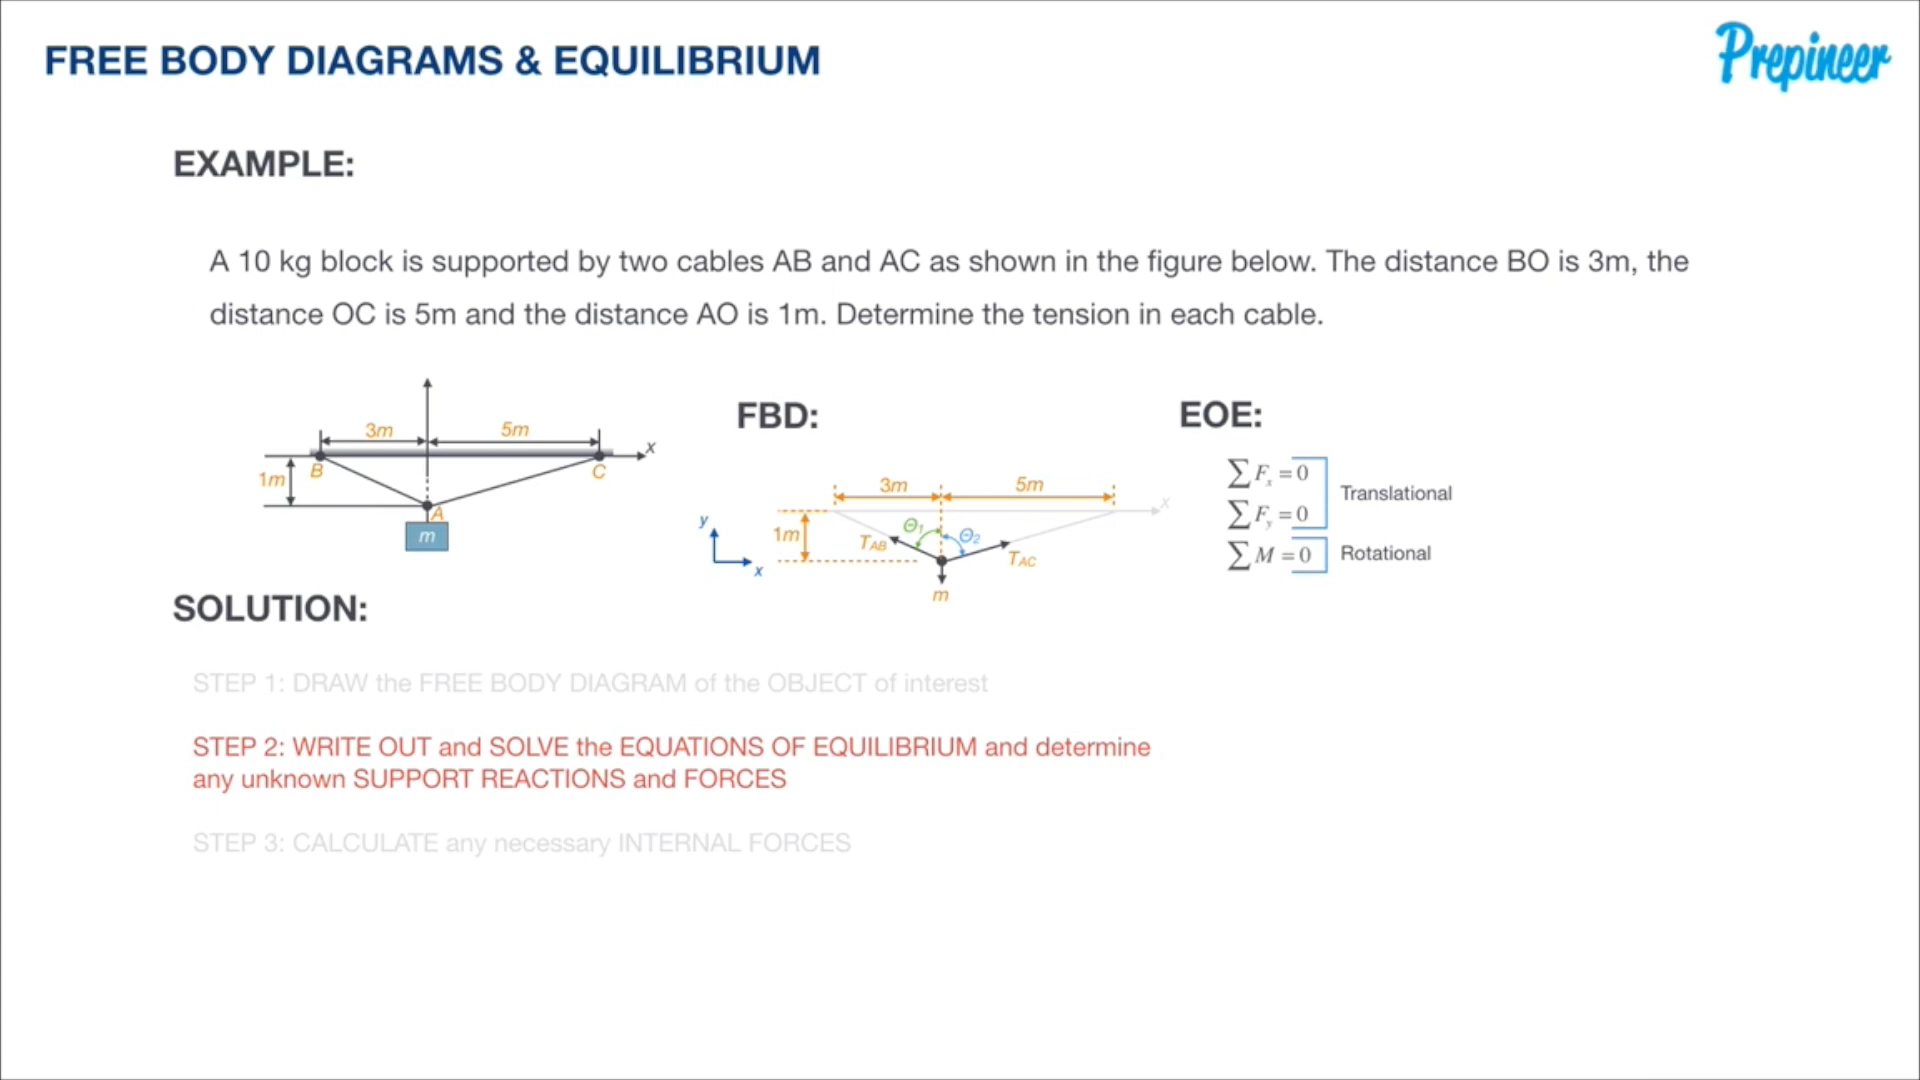 FREE BODY DIAGRAMS & EQUILIBRIUM
Prepineer
EXAMPLE:
A 10 kg block is supported by two cables AB and AC as shown in the figure below. The distance BO is 3m, the
distance OC is 5m and the distance AO is 1m. Determine the tension in each cable.
3m
5m
x
1m
B
C
A
m
FBD:
3m
5m
x
y
x
1m
Θ1
Θ2
TAB
TAC
m
EOE:
∑Fx = 0
∑Fy = 0
Translational
∑M = 0
Rotational
SOLUTION:
STEP 1: DRAW the FREE BODY DIAGRAM of the OBJECT of interest
STEP 2: WRITE OUT and SOLVE the EQUATIONS OF EQUILIBRIUM and determine
any unknown SUPPORT REACTIONS and FORCES
STEP 3: CALCULATE any necessary INTERNAL FORCES